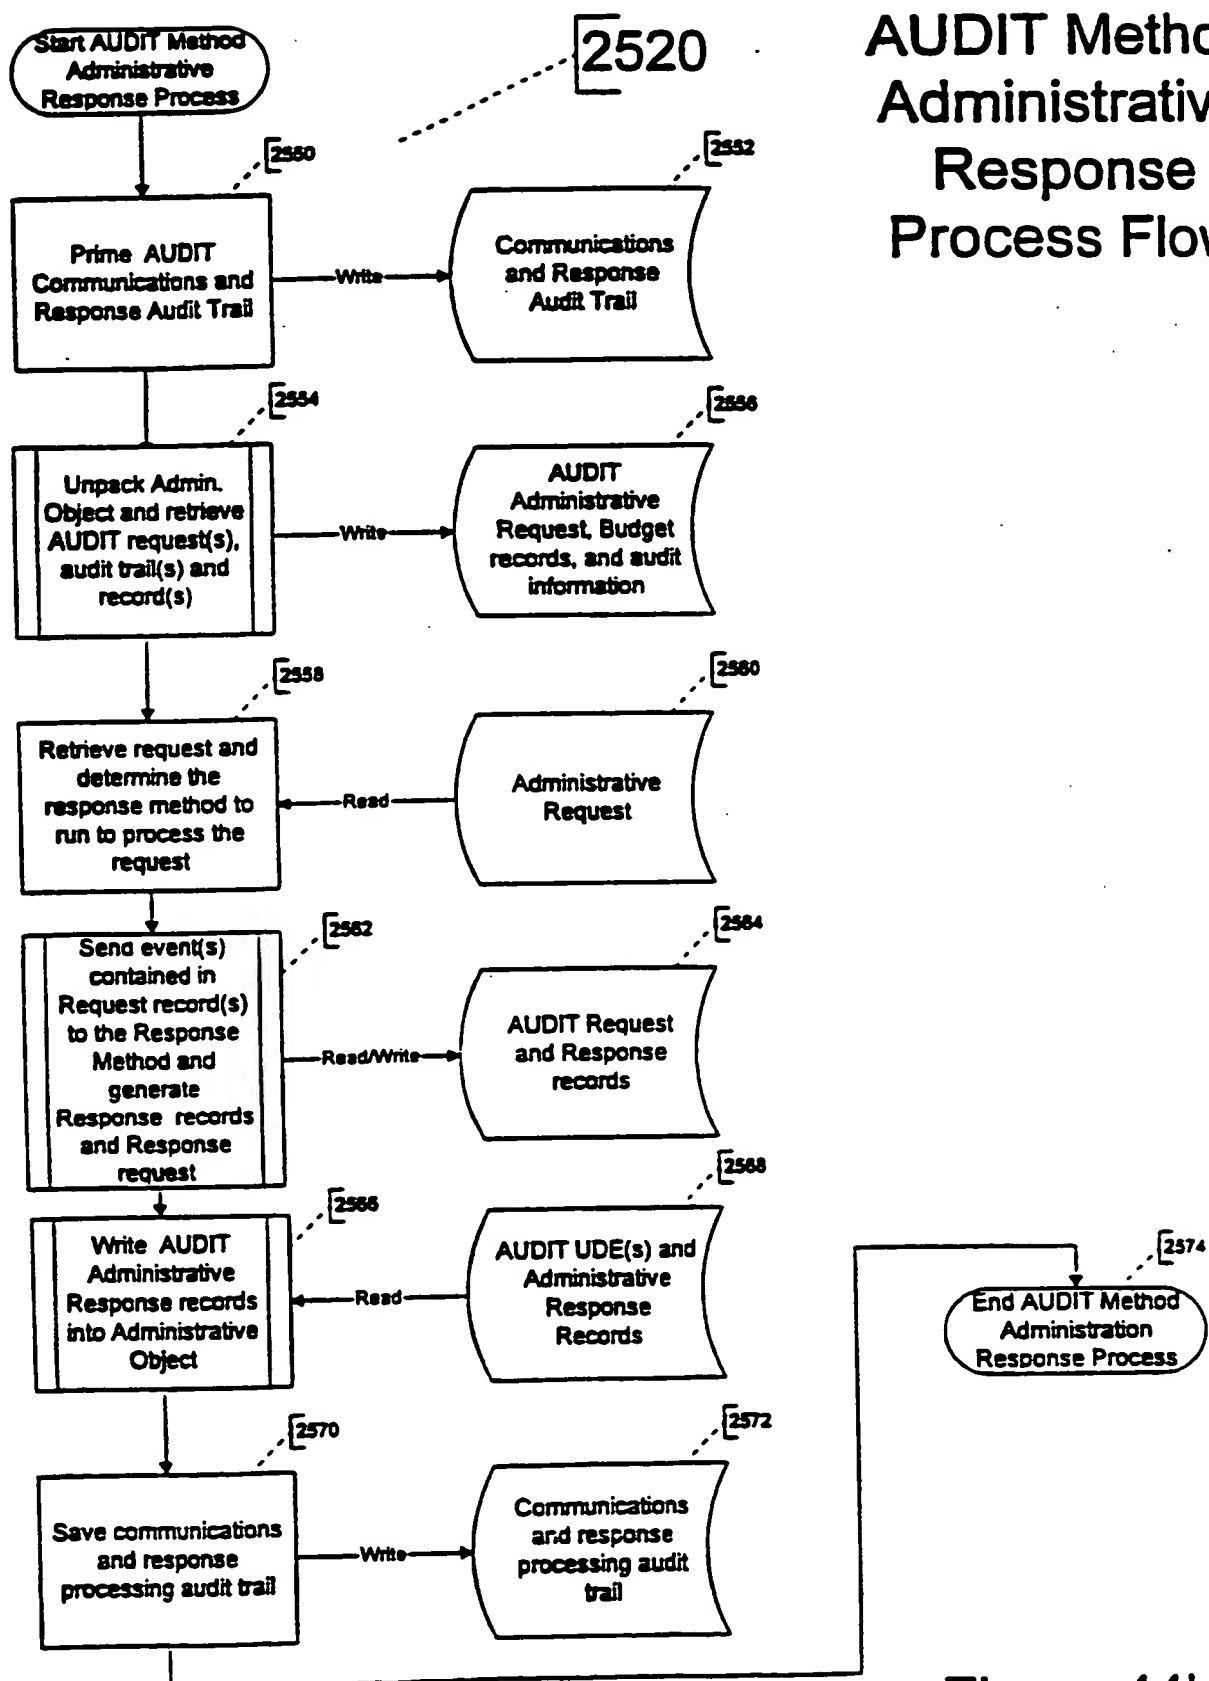 Start AUDIT Method
Administrative
Response Process
2520
AUDIT Metho
Administrativ
Response
Process Flow
2550
Prime AUDIT
Communications and
Response Audit Trail
Write
2552
Communications
and Response
Audit Trail
2554
Unpack Admin.
Object and retrieve
AUDIT request(s),
audit trail(s) and
record(s)
Write
2556
AUDIT
Administrative
Request, Budget
records, and audit
information
2558
Retrieve request and
determine the
response method to
run to process the
request
Read
2560
Administrative
Request
2562
Send event(s)
contained in
Request record(s)
to the Response
Method and
generate
Response records
and Response
request
Read/Write
2564
AUDIT Request
and Response
records
2566
Write AUDIT
Administrative
Response records
into Administrative
Object
Read
2568
AUDIT UDE(s) and
Administrative
Response
Records
2570
Save communications
and response
processing audit trail
Write
2572
Communications
and response
processing audit
trail
2574
End AUDIT Method
Administration
Response Process